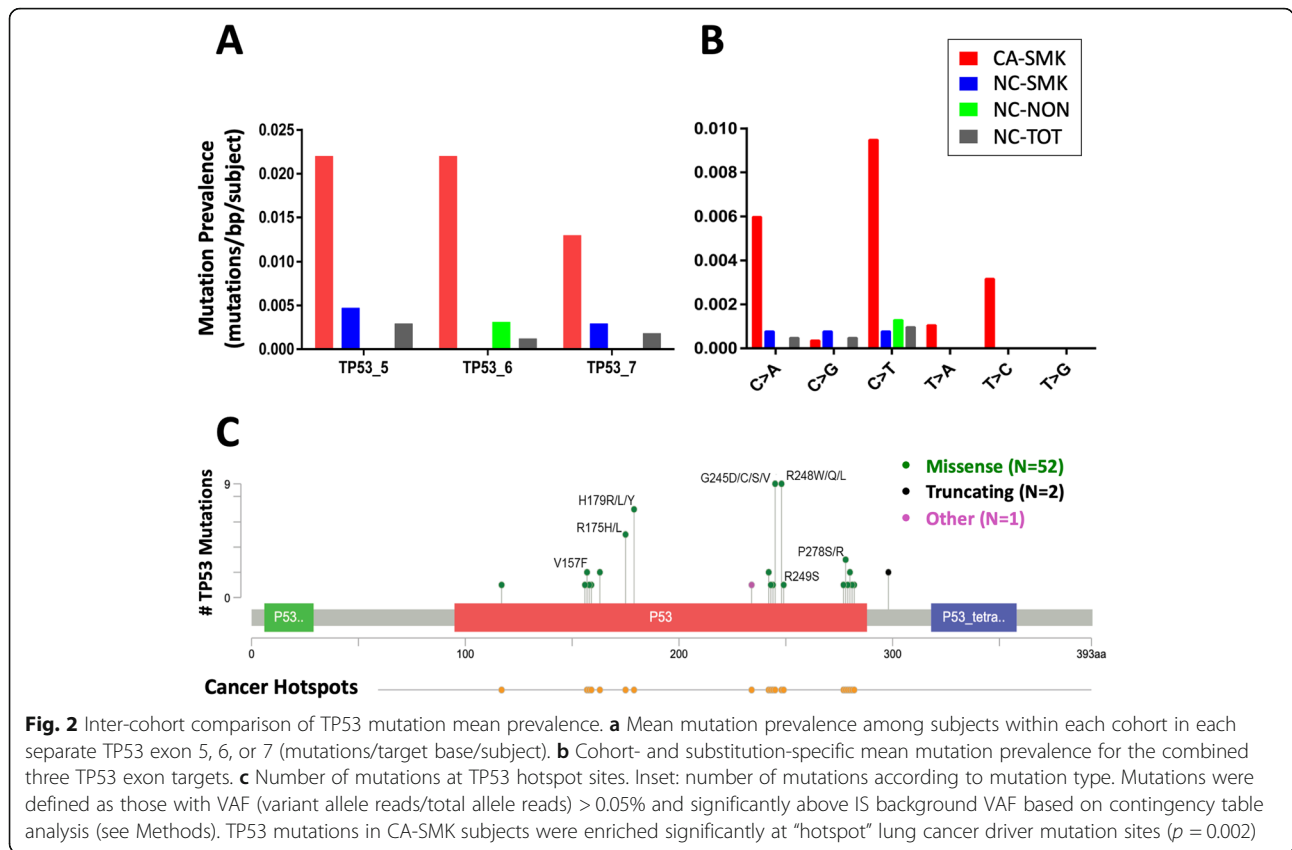 A
B
CA-SMK
NC-SMK
NC-NON
NC-TOT
Mutation Prevalence
(mutations/bp/subject)
0.025
0.020
0.015
0.010
0.005
0.000
TP53_5
TP53_6
TP53_7
0.010
0.008
0.006
0.004
0.002
0.000
C>A
C>G
C>T
T>A
T>C
T>G
C
# TP53 Mutations
9
0
G245D/C/S/V
R248W/Q/L
H179R/L/Y
R175H/L
V157F
P278S/R
R249S
Missense (N=52)
Truncating (N=2)
Other (N=1)
P53..
P53
P53_tetra..
0
100
200
300
393aa
Cancer Hotspots
Fig. 2 Inter-cohort comparison of TP53 mutation mean prevalence. a Mean mutation prevalence among subjects within each cohort in each
separate TP53 exon 5, 6, or 7 (mutations/target base/subject). b Cohort- and substitution-specific mean mutation prevalence for the combined
three TP53 exon targets. c Number of mutations at TP53 hotspot sites. Inset: number of mutations according to mutation type. Mutations were
defined as those with VAF (variant allele reads/total allele reads) > 0.05% and significantly above IS background VAF based on contingency table
analysis (see Methods). TP53 mutations in CA-SMK subjects were enriched significantly at “hotspot” lung cancer driver mutation sites (p = 0.002)